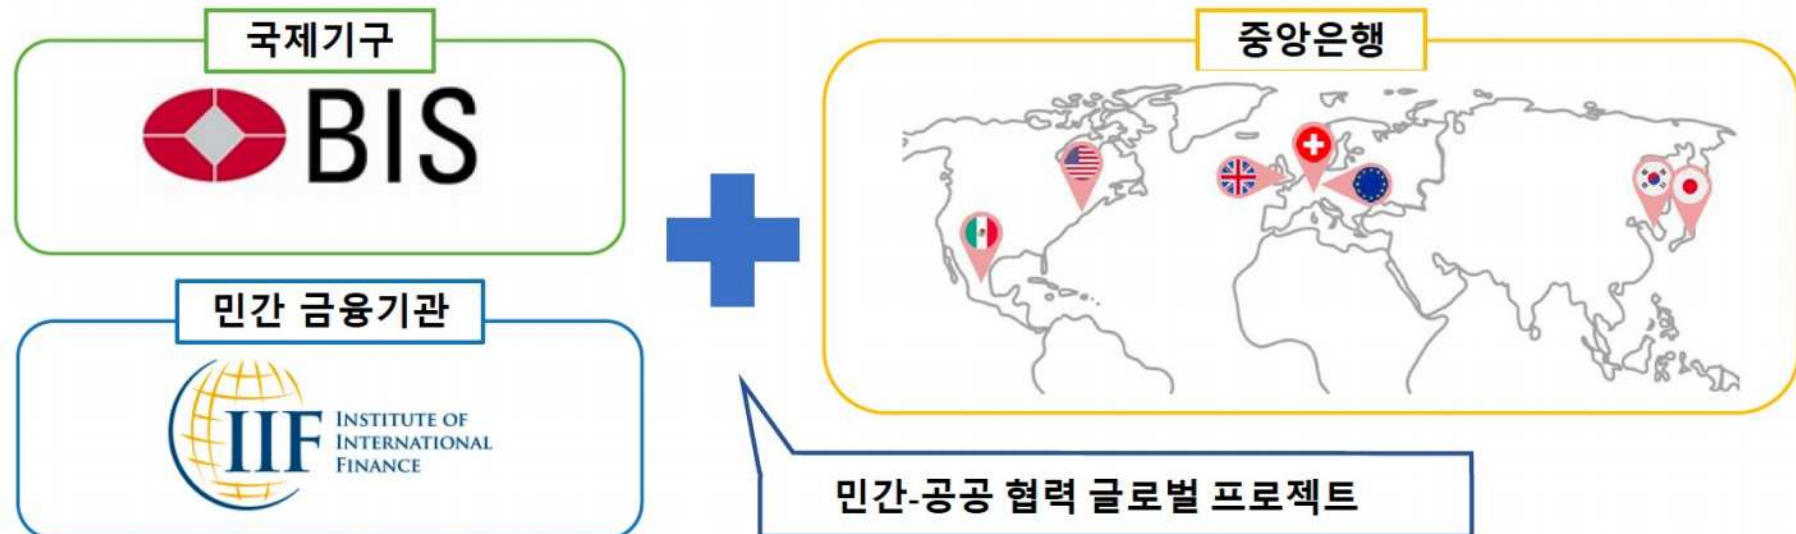 국제기구
BIS
민간 금융기관
IIF
INSTITUTE OF
INTERNATIONAL
FINANCE
중앙은행
민간-공공 협력 글로벌 프로젝트